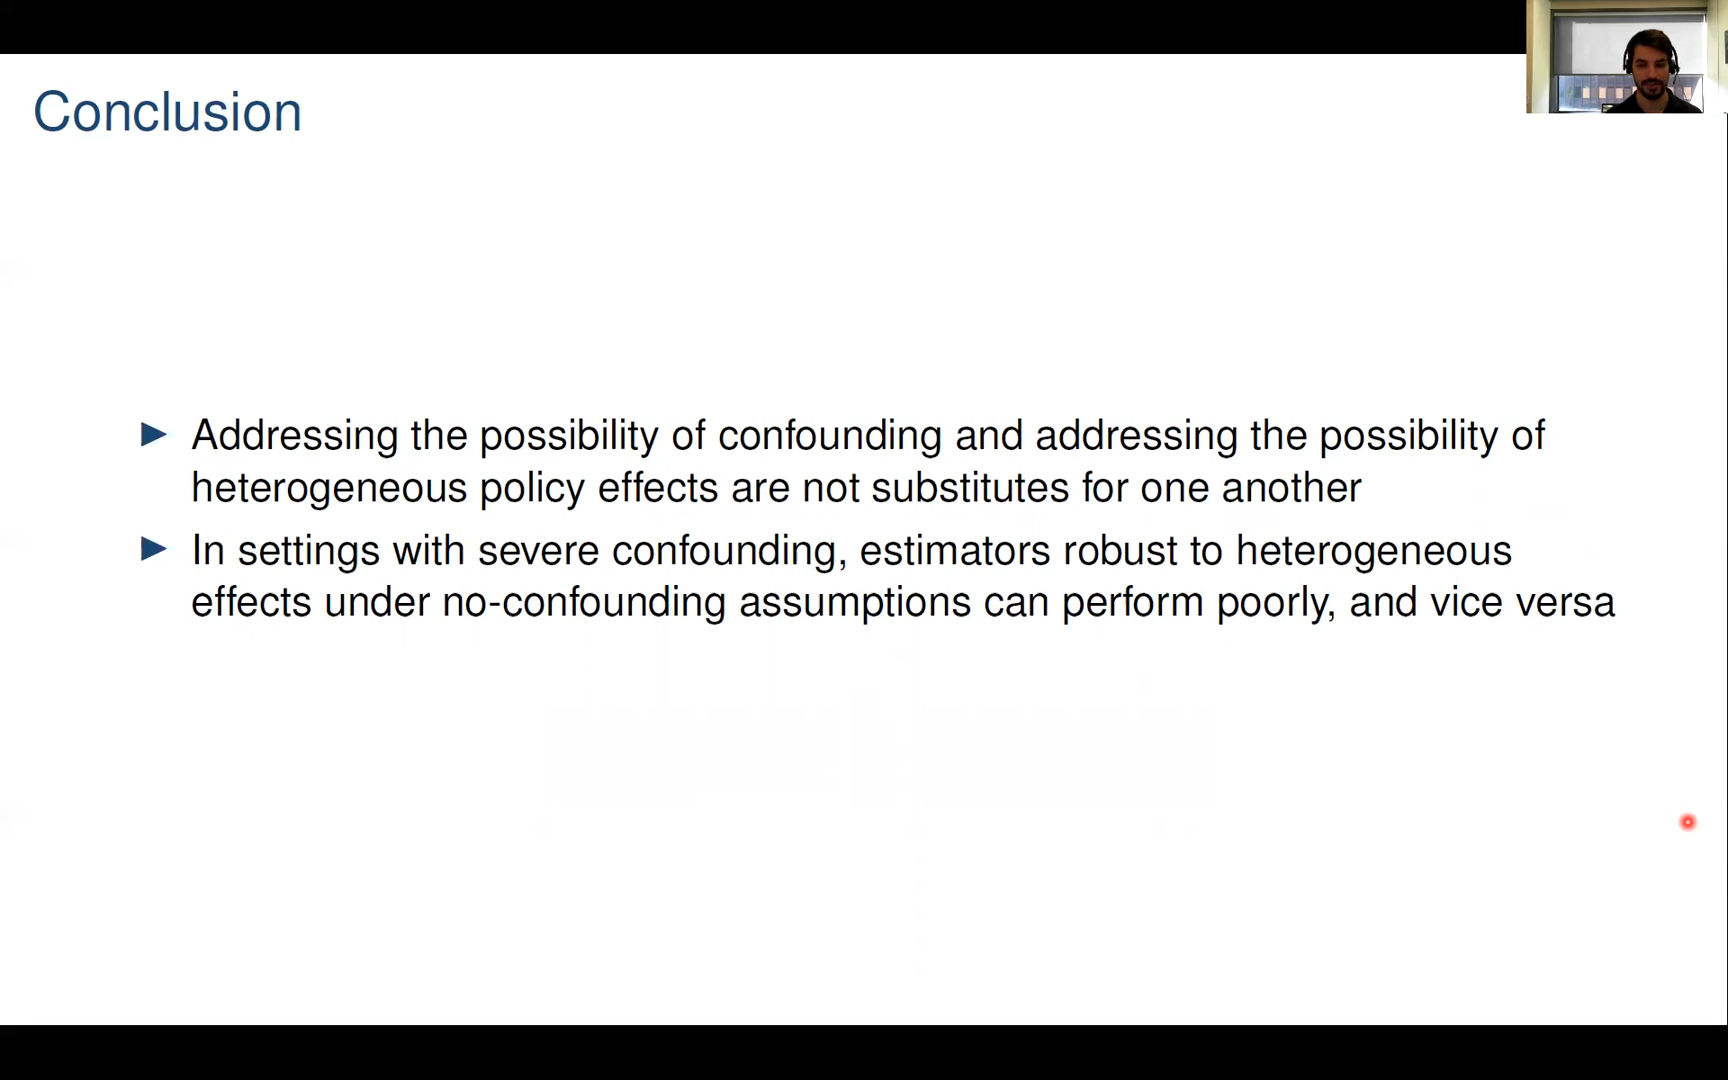 Conclusion
Addressing the possibility of confounding and addressing the possibility of
heterogeneous policy effects are not substitutes for one another
In settings with severe confounding, estimators robust to heterogeneous
effects under no-confounding assumptions can perform poorly, and vice versa